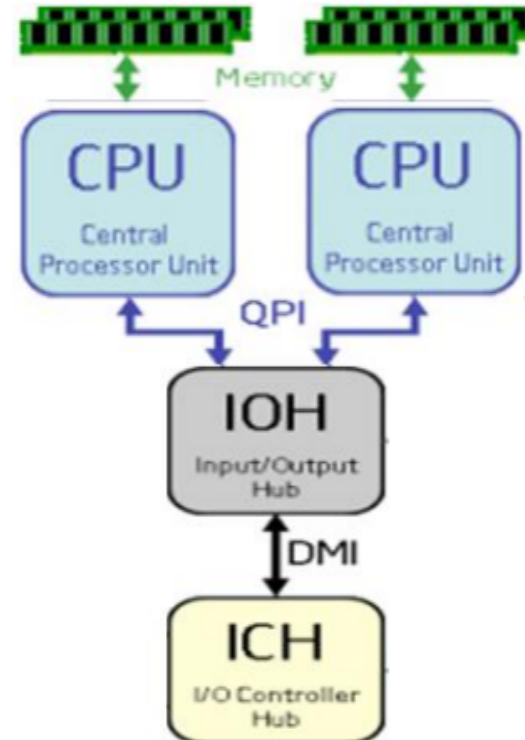 Memory
CPU
Central
Processor Unit
CPU
Central
Processor Unit
QPI
IOH
Input/Output
Hub
DMI
ICH
I/O Controller
Hub